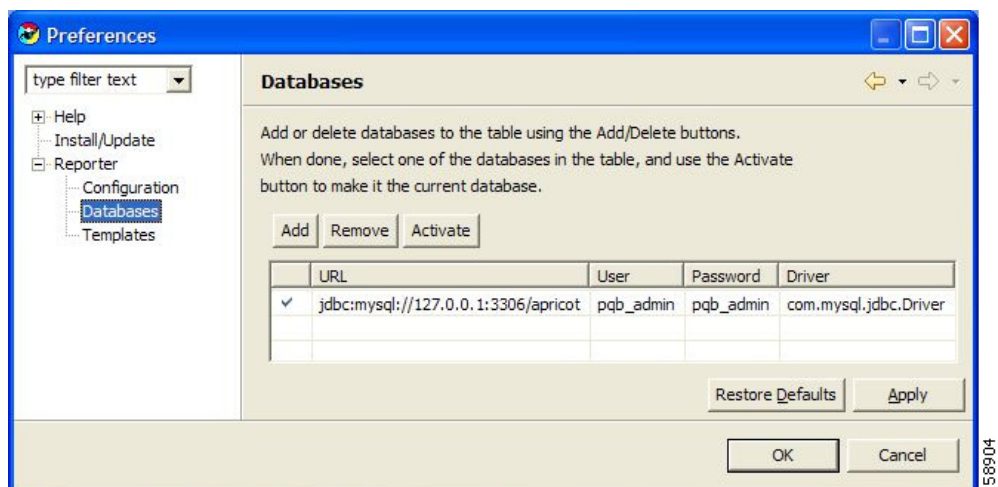 Preferences
type filter text
Help
Install/Update
Reporter
Configuration
Databases
Templates
Databases
Add or delete databases to the table using the Add/Delete buttons.
When done, select one of the databases in the table, and use the Activate
button to make it the current database.
Add Remove Activate
URL User Password Driver
jdbc:mysql://127.0.0.1:3306/apricot pqb_admin pqb_admin com.mysql.jdbc.Driver
Restore Defaults Apply
OK Cancel
58904